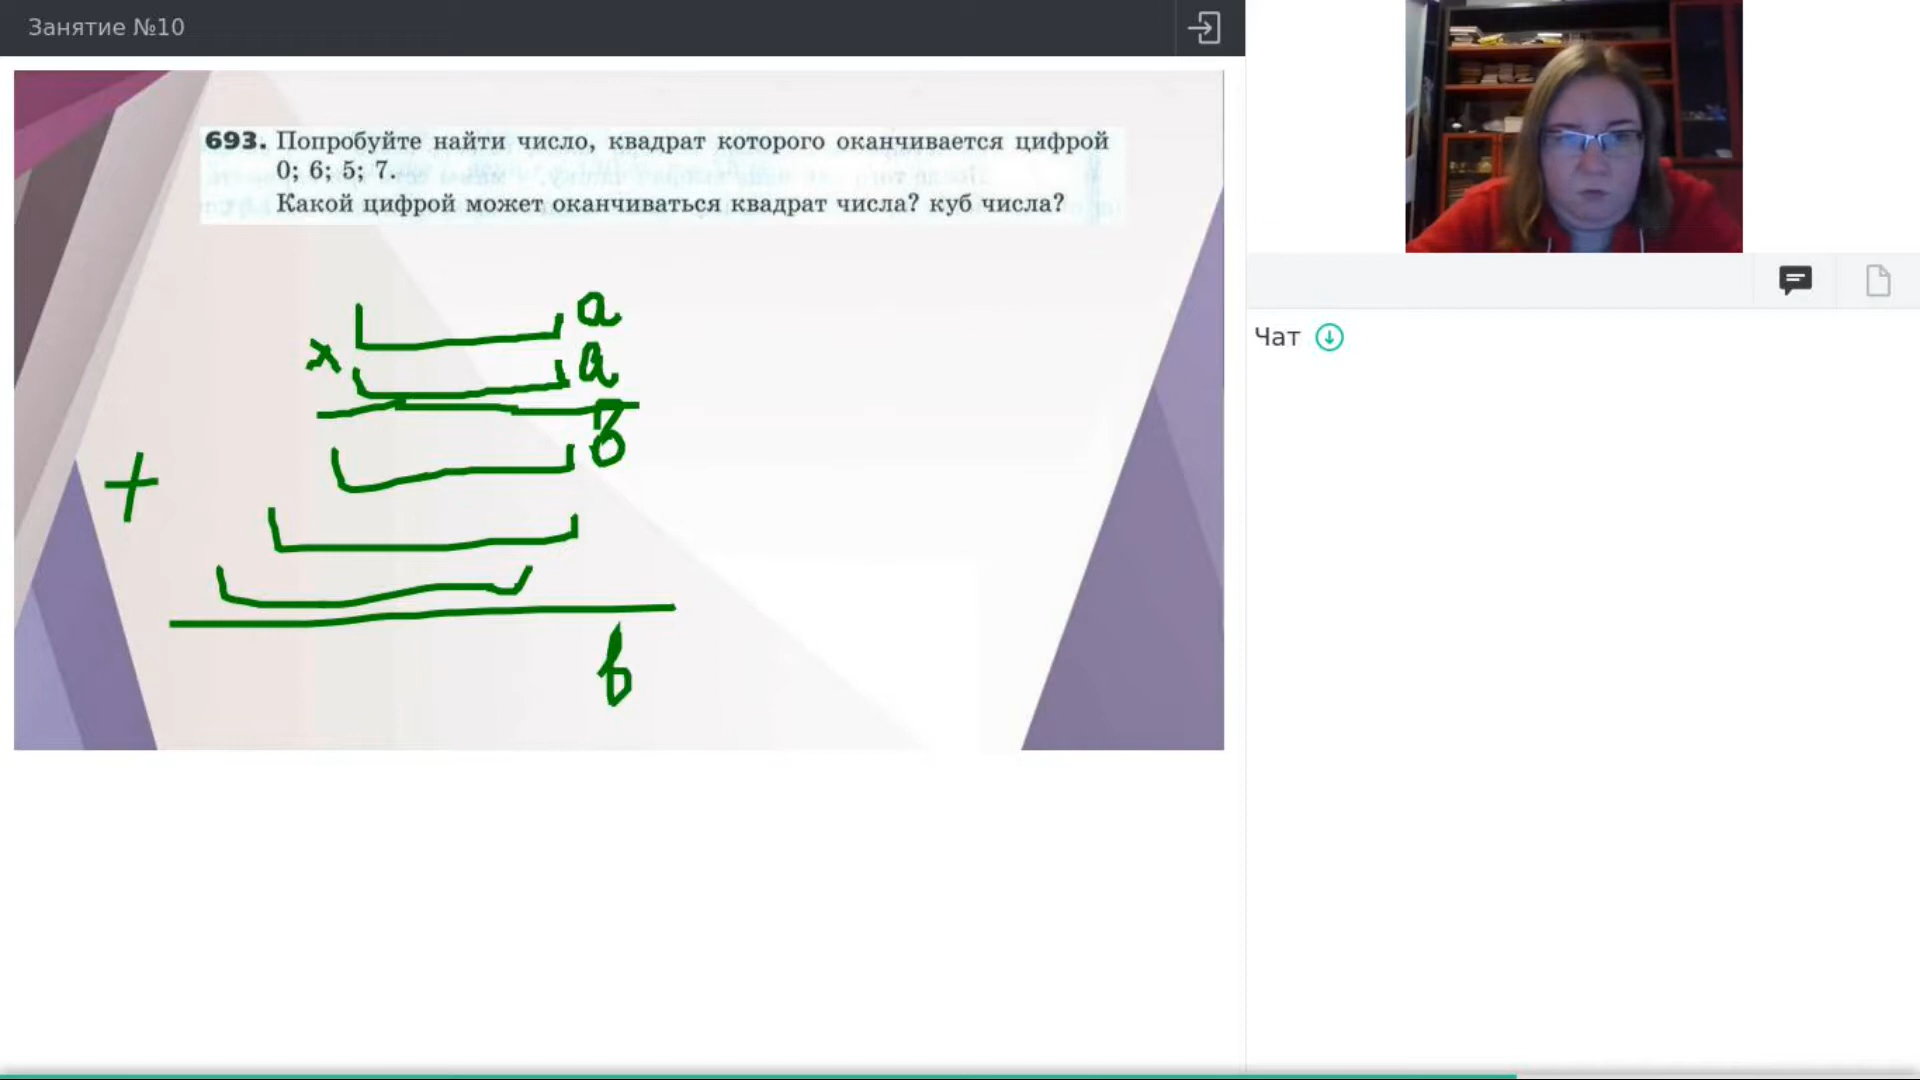 Занятие №10
693. Попробуйте найти число, квадрат которого оканчивается цифрой
0; 6; 5; 7.
Какой цифрой может оканчиваться квадрат числа? куб числа?
a
× a
б
+
b
Чат